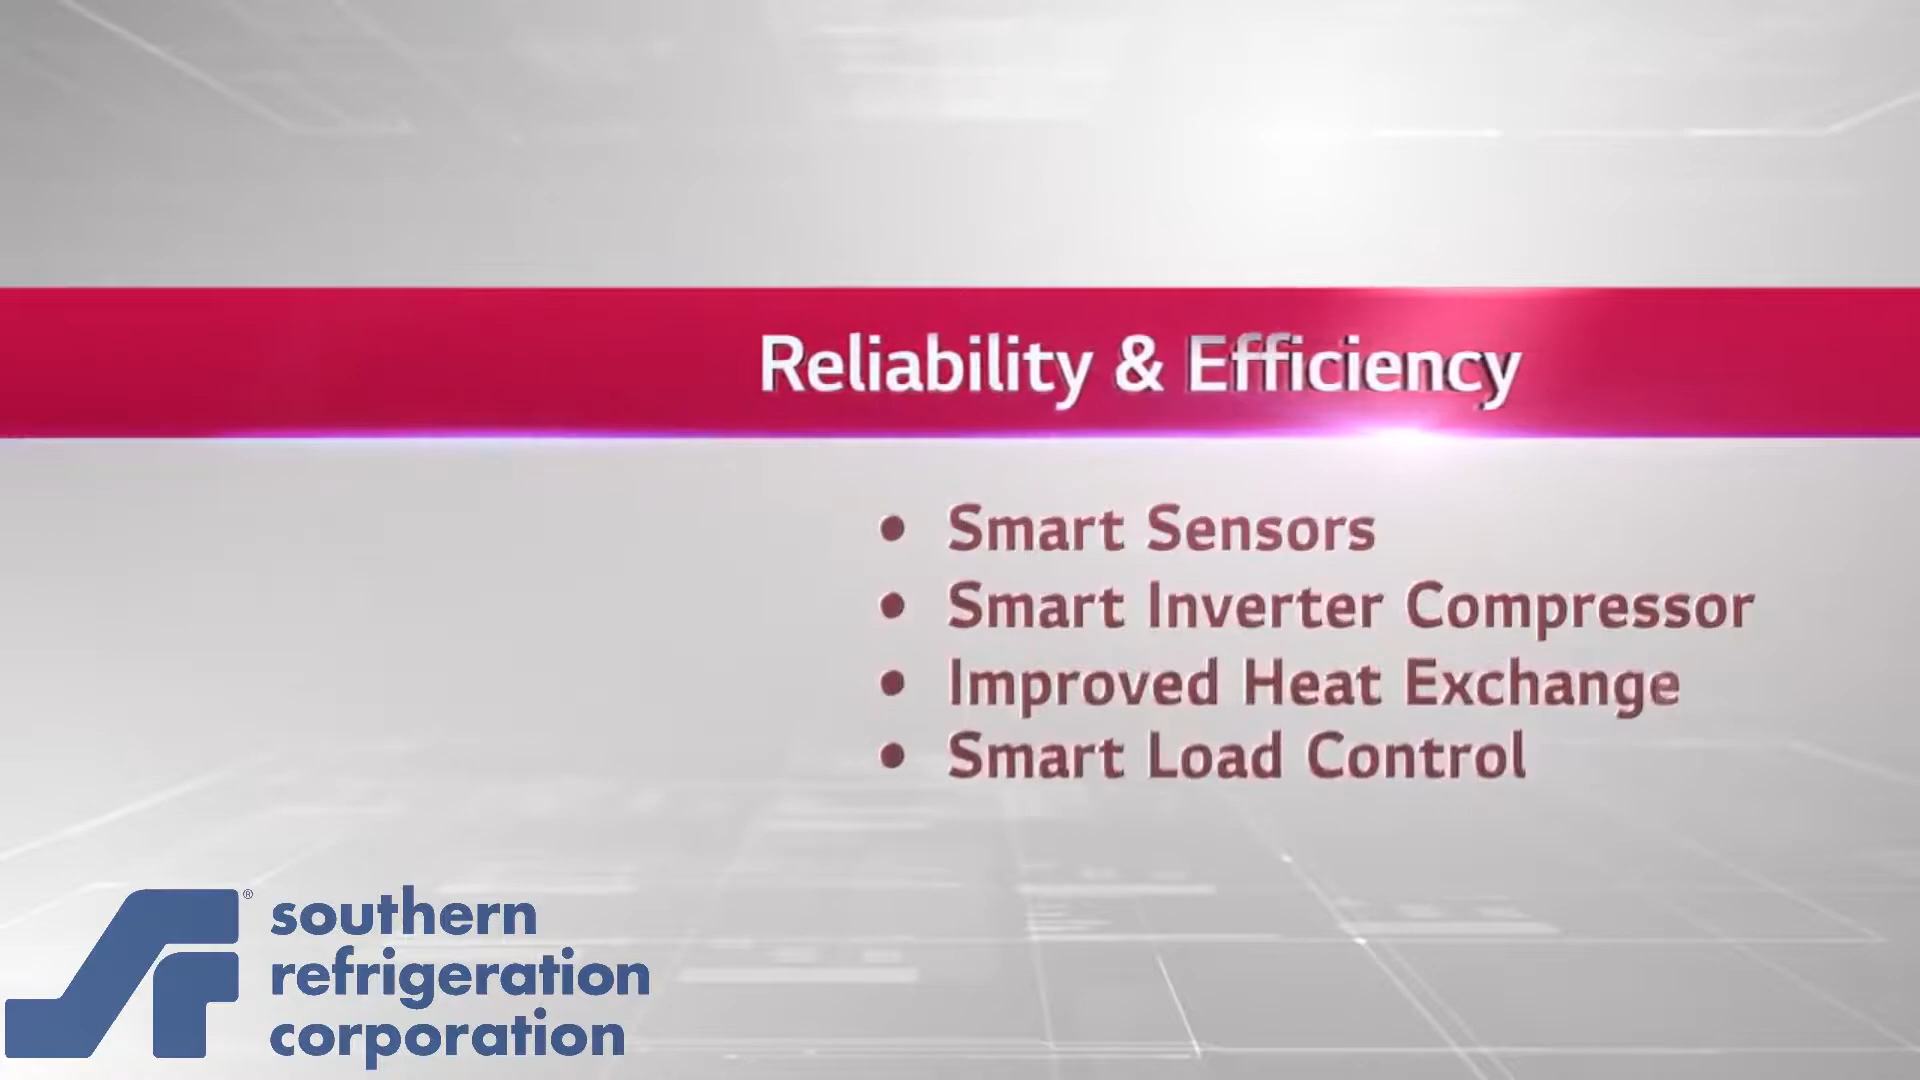 Reliability & Efficiency
• Smart Sensors
• Smart Inverter Compressor
• Improved Heat Exchange
• Smart Load Control
®
southern
refrigeration
corporation